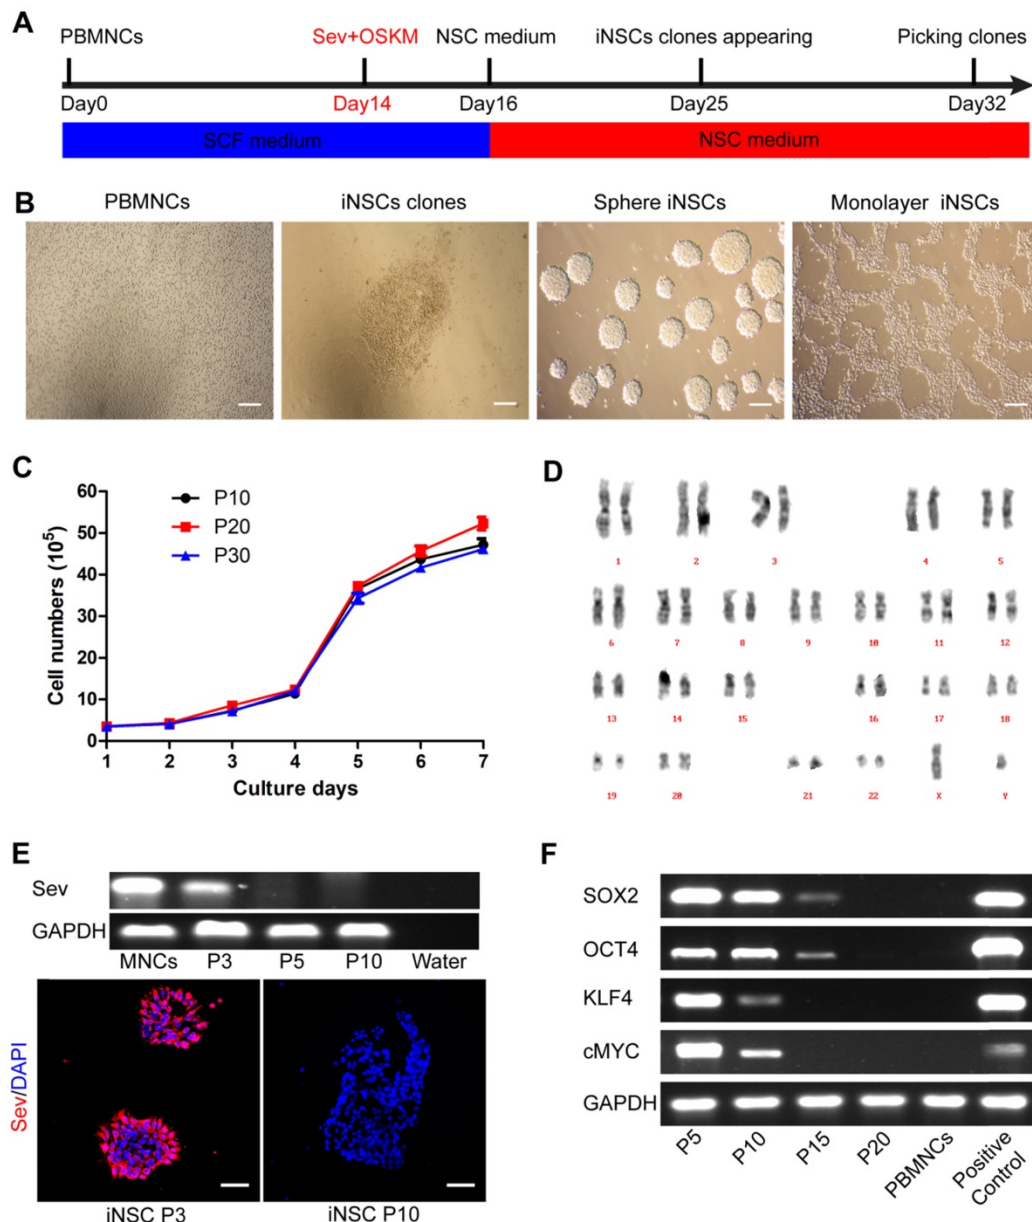 A
PBMNCs Sev+OSKM NSC medium iNSCs clones appearing Picking clones
Day0 Day14 Day16 Day25 Day32
SCF medium NSC medium
B
PBMNCs iNSCs clones Sphere iNSCs Monolayer iNSCs
C
Cell numbers (10⁵)
60
50
40
30
20
10
0
P10
P20
P30
1 2 3 4 5 6 7
Culture days
D
1 2 3 4 5
6 7 8 9 10 11 12
13 14 15 16 17 18
19 20 21 22 X Y
E
Sev
GAPDH
MNCs P3 P5 P10 Water
Sev/DAPI
iNSC P3 iNSC P10
F
SOX2
OCT4
KLF4
cMYC
GAPDH
P5 P10 P15 P20 PBMNCs Positive Control